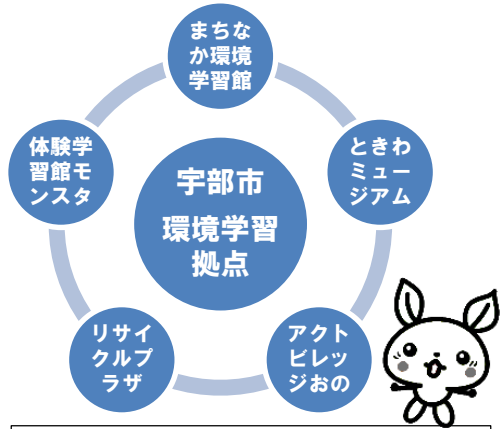 まちな
か環境
学習館
体験学
習館モ
ンスタ
ときわ
ミュー
ジアム
宇部市
環境学習
拠点
リサイ
クルプ
ラザ
アクト
ビレッ
ジおの